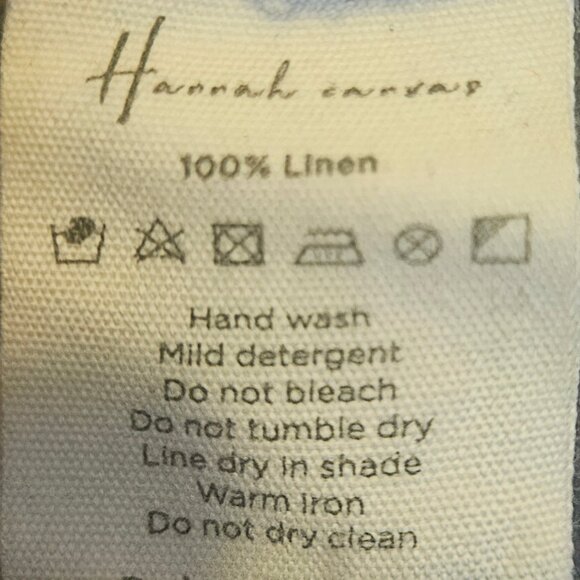 Hannah canvas
100% Linen
Hand wash
Mild detergent
Do not bleach
Do not tumble dry
Line dry in shade
Warm iron
Do not dry clean